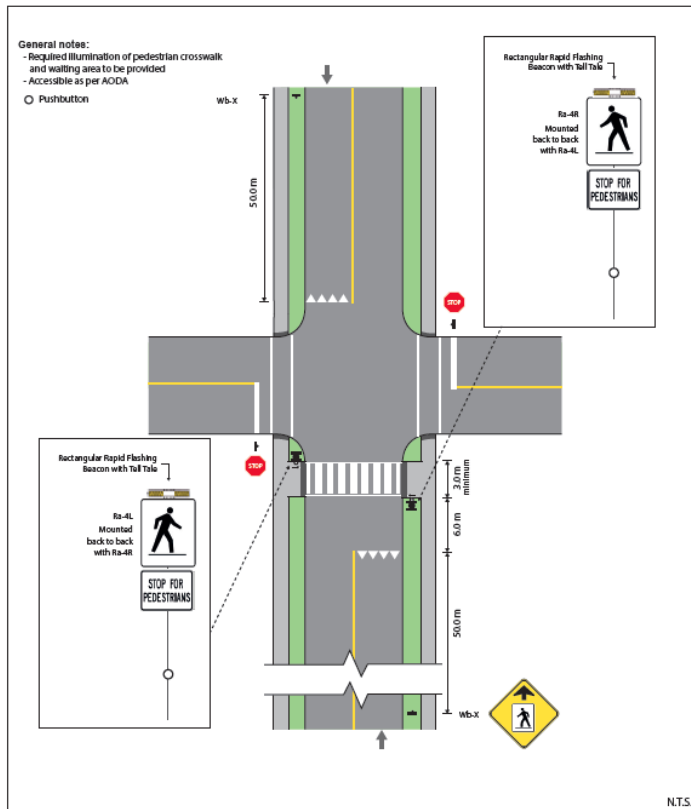 General notes:
- Required illumination of pedestrian crosswalk
and waiting area to be provided
- Accessible as per AODA
Pushbutton
Wb-X
50.0 m
Rectangular Rapid Flashing
Beacon with Tell Tale
Ra-4R
Mounted
back to back
with Ra-4L
STOP FOR
PEDESTRIANS
STOP
STOP
Rectangular Rapid Flashing
Beacon with Tell Tale
Ra-4L
Mounted
back to back
with Ra-4R
STOP FOR
PEDESTRIANS
3.0 m
minimum
6.0 m
50.0 m
Wb-X
N.T.S.